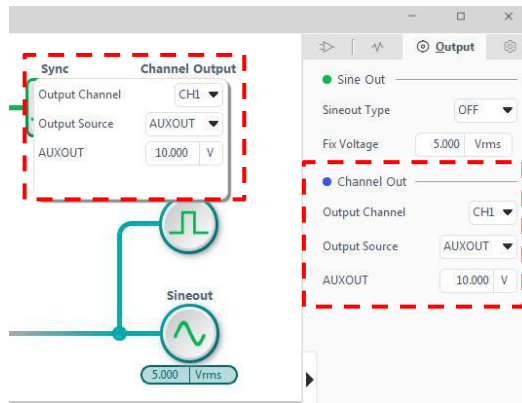 Sync Channel Output
Output Channel CH1
Output Source AUXOUT
AUXOUT 10.000 V
Sineout
5.000 Vrms
Output
Sine Out
Sineout Type OFF
Fix Voltage 5.000 Vrms
Channel Out
Output Channel CH1
Output Source AUXOUT
AUXOUT 10.000 V